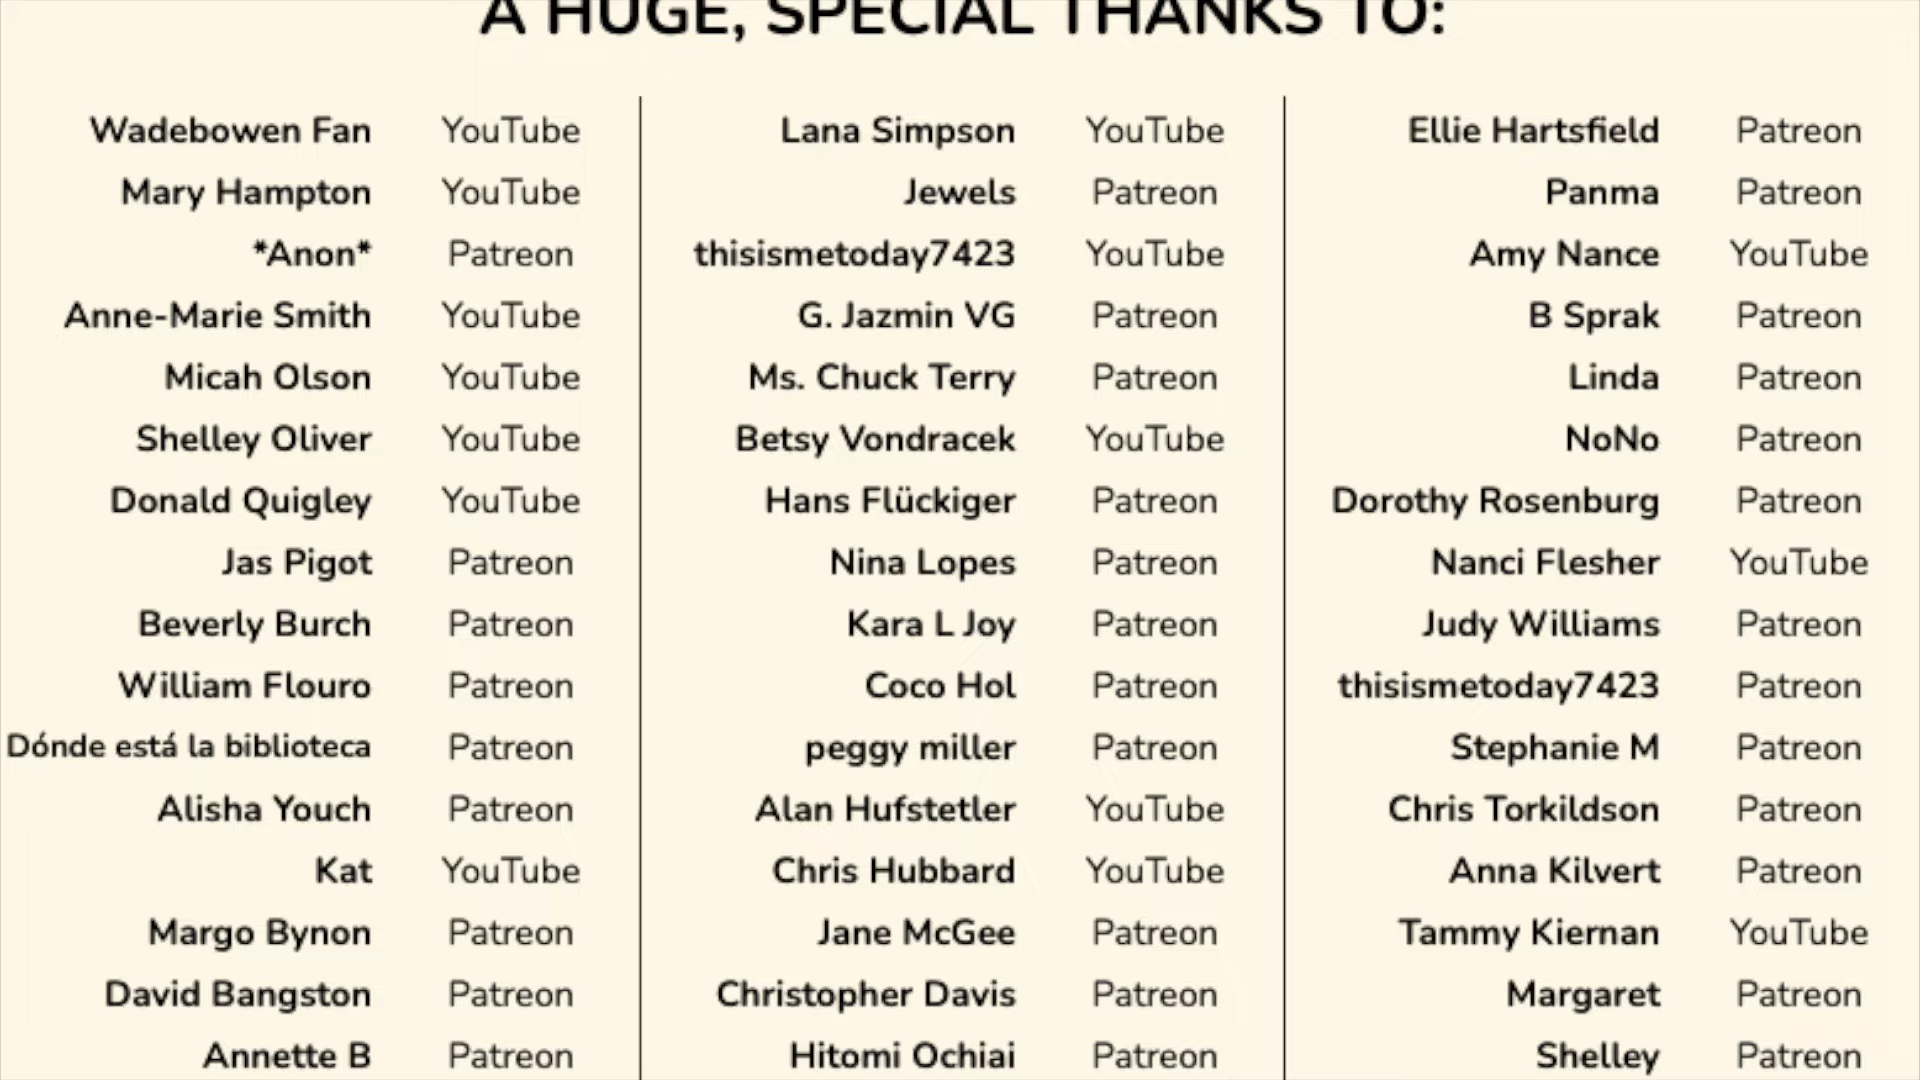 A HUGE, SPECIAL THANKS TO:
Wadebowen Fan YouTube Lana Simpson YouTube Ellie Hartsfield Patreon
Mary Hampton YouTube Jewels Patreon Panma Patreon
*Anon* Patreon thisismetoday7423 YouTube Amy Nance YouTube
Anne-Marie Smith YouTube G. Jazmin VG Patreon B Sprak Patreon
Micah Olson YouTube Ms. Chuck Terry Patreon Linda Patreon
Shelley Oliver YouTube Betsy Vondracek YouTube NoNo Patreon
Donald Quigley YouTube Hans Flückiger Patreon Dorothy Rosenburg Patreon
Jas Pigot Patreon Nina Lopes Patreon Nanci Flesher YouTube
Beverly Burch Patreon Kara L Joy Patreon Judy Williams Patreon
William Flouro Patreon Coco Hol Patreon thisismetoday7423 Patreon
Dónde está la biblioteca Patreon peggy miller Patreon Stephanie M Patreon
Alisha Youch Patreon Alan Hufstetler YouTube Chris Torkildson Patreon
Kat YouTube Chris Hubbard YouTube Anna Kilvert Patreon
Margo Bynon Patreon Jane McGee Patreon Tammy Kiernan YouTube
David Bangston Patreon Christopher Davis Patreon Margaret Patreon
Annette B Patreon Hitomi Ochiai Patreon Shelley Patreon